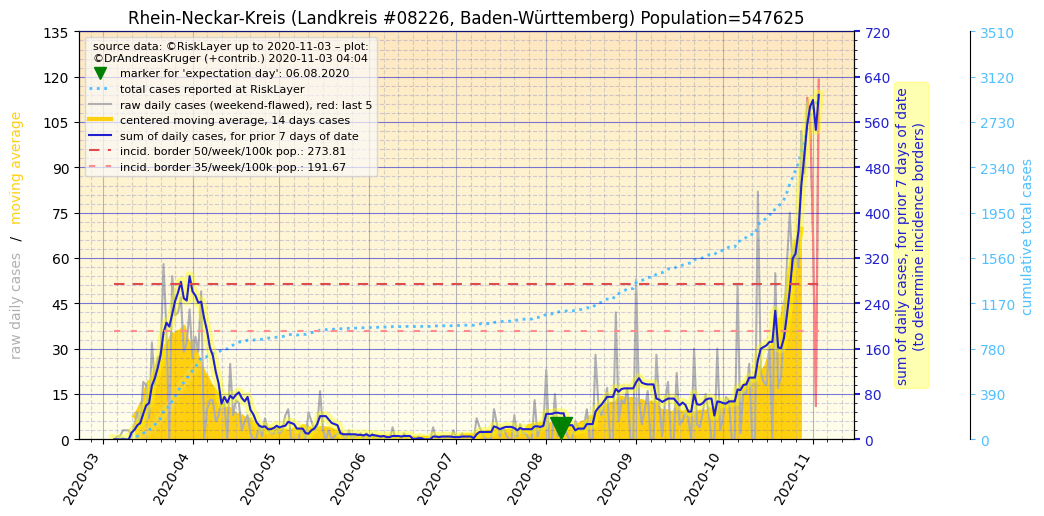 Rhein-Neckar-Kreis (Landkreis #08226, Baden-Württemberg) Population=547625
source data: ©RiskLayer up to 2020-11-03 – plot:
©DrAndreasKruger (+contrib.) 2020-11-03 04:04
marker for 'expectation day': 06.08.2020
total cases reported at RiskLayer
raw daily cases (weekend-flawed), red: last 5
centered moving average, 14 days cases
sum of daily cases, for prior 7 days of date
incid. border 50/week/100k pop.: 273.81
incid. border 35/week/100k pop.: 191.67
raw daily cases / moving average
135
120
105
90
75
60
45
30
15
0
2020-03
2020-04
2020-05
2020-06
2020-07
2020-08
2020-09
2020-10
2020-11
720
640
560
480
400
320
240
160
80
0
sum of daily cases, for prior 7 days of date
(to determine incidence borders)
3510
3120
2730
2340
1950
1560
1170
780
390
0
cumulative total cases